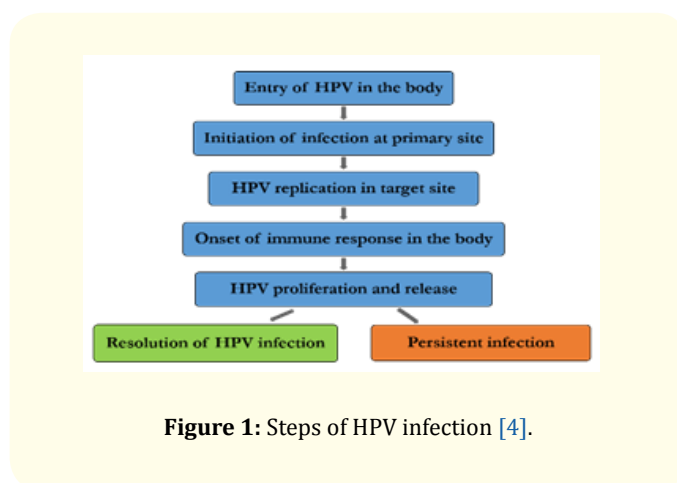 Entry of HPV in the body
Initiation of infection at primary site
HPV replication in target site
Onset of immune response in the body
HPV proliferation and release
Resolution of HPV infection
Persistent infection
Figure 1: Steps of HPV infection [4].